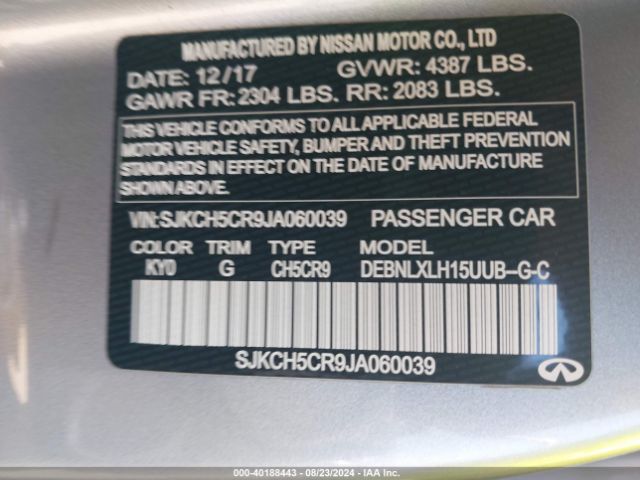 MANUFACTURED BY NISSAN MOTOR CO., LTD
DATE: 12/17 GVWR: 4387 LBS.
GAWR FR: 2304 LBS. RR: 2083 LBS.
THIS VEHICLE CONFORMS TO ALL APPLICABLE FEDERAL
MOTOR VEHICLE SAFETY, BUMPER AND THEFT PREVENTION
STANDARDS IN EFFECT ON THE DATE OF MANUFACTURE
SHOWN ABOVE.
VIN: SJKCH5CR9JA060039 PASSENGER CAR
COLOR TRIM TYPE MODEL
KY0 G CH5CR9 DEBNLXLH15UUB-G-C
SJKCH5CR9JA060039
000-40188443 - 08/23/2024 - IAA Inc.